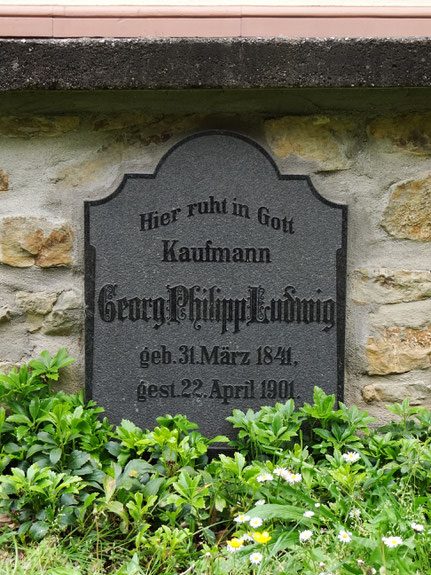 Hier ruht in Gott
Kaufmann
Georg Philipp Ludwig
geb. 31. März 1841,
gest. 22. April 1901.